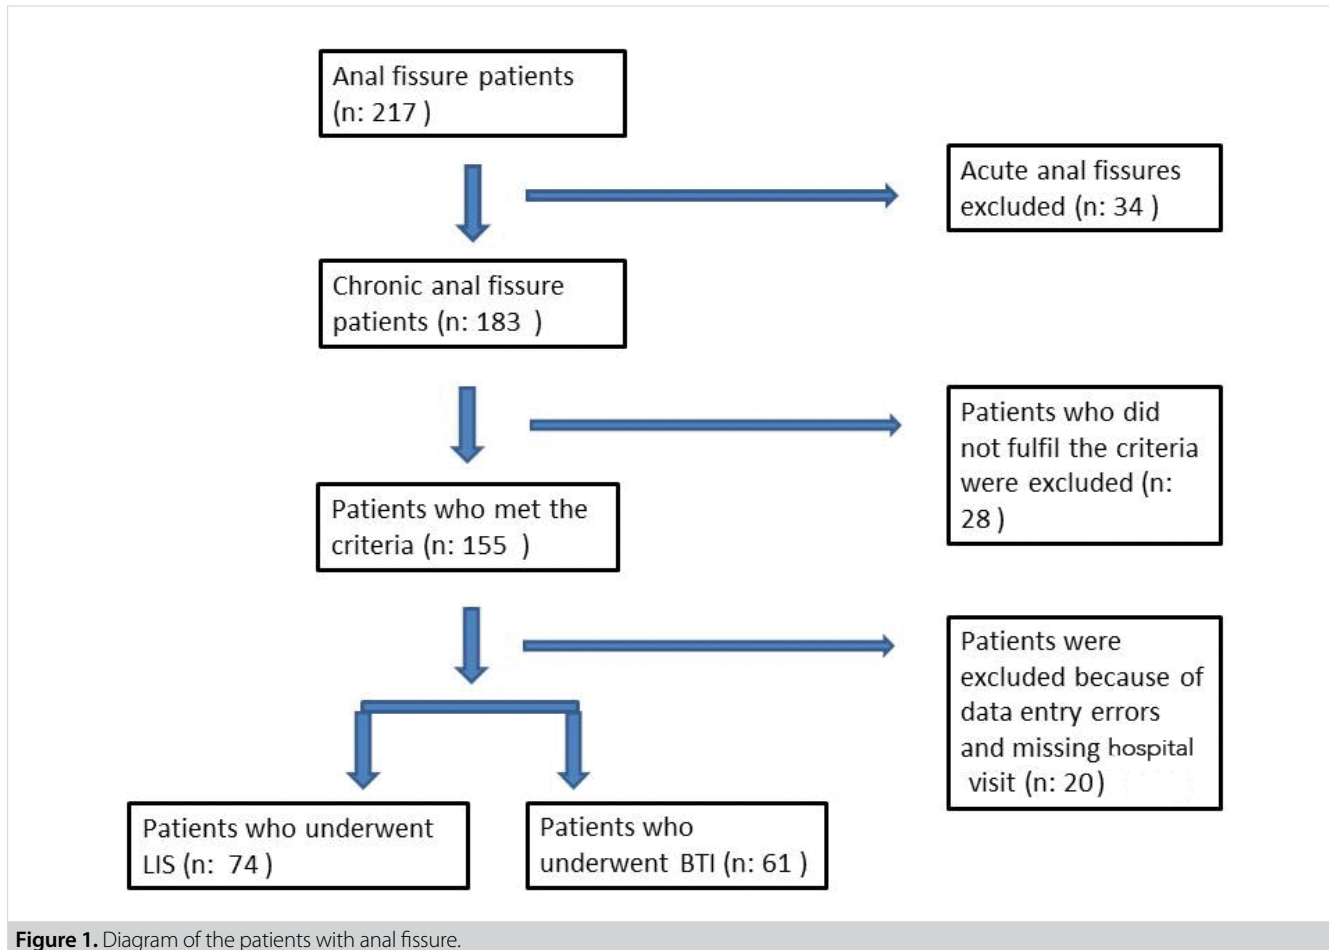 Anal fissure patients
(n: 217 )
Acute anal fissures
excluded (n: 34 )
Chronic anal fissure
patients (n: 183 )
Patients who did
not fulfil the criteria
were excluded (n:
28 )
Patients who met the
criteria (n: 155 )
Patients were
excluded because of
data entry errors
and missing hospital
visit (n: 20)
Patients who underwent
LIS (n: 74 )
Patients who
underwent BTI (n: 61 )
Figure 1. Diagram of the patients with anal fissure.